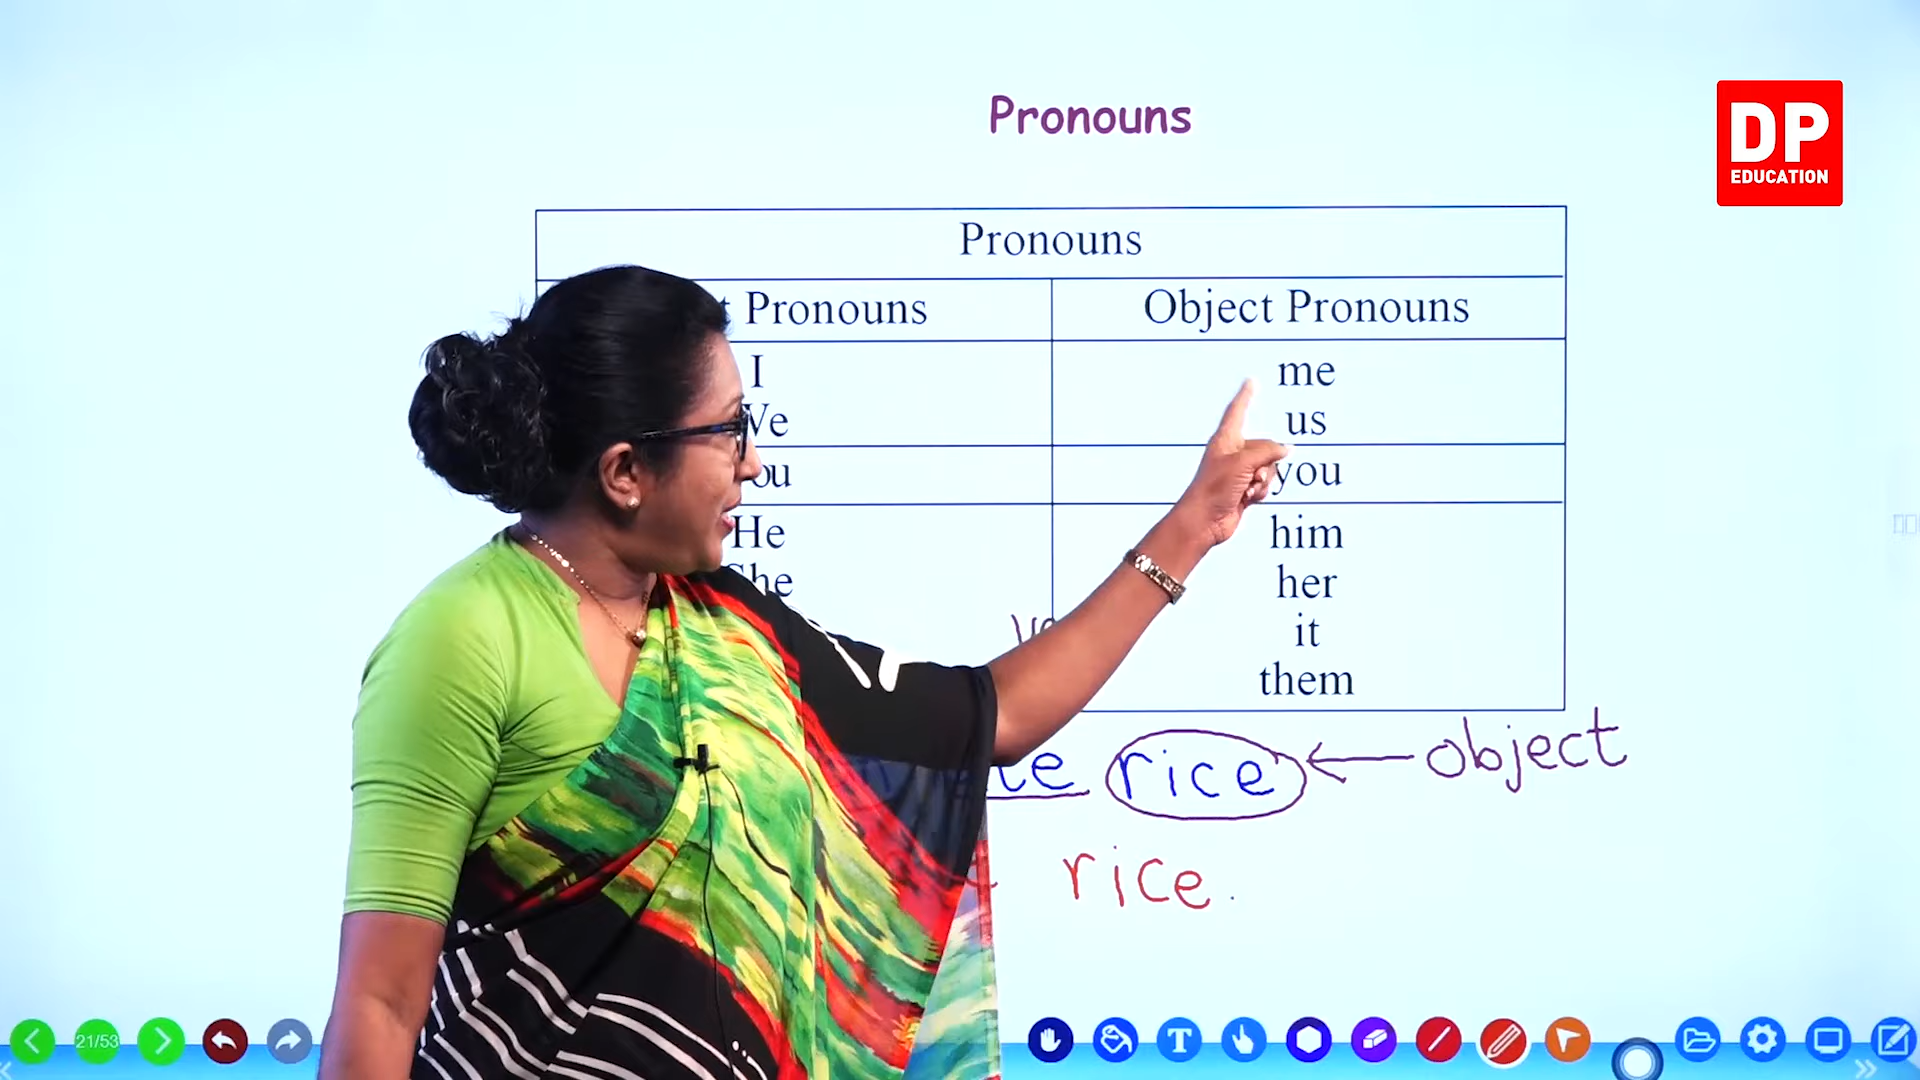 Pronouns
DP
EDUCATION
Pronouns
Pronouns
Object Pronouns
I
me
us
you
He
him
her
it
them
rice
object
rice.
21/53